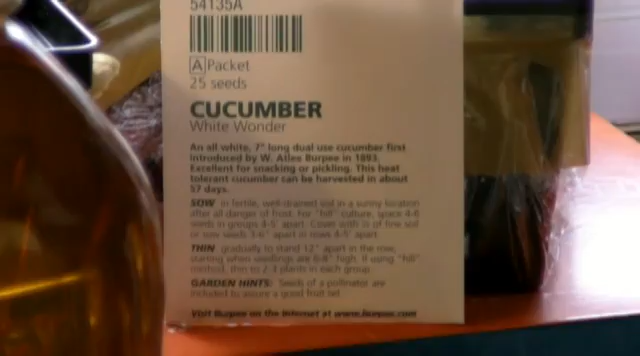 54135A
A Packet
25 seeds
CUCUMBER
White Wonder
An all white, 7" long dual use cucumber first
introduced by W. Atlee Burpee in 1893.
Excellent for snacking or pickling. This heat
tolerant cucumber can be harvested in about
57 days.
SOW in fertile, well-drained soil in a sunny location
after all danger of frost. For "hill" culture, space 4-6
seeds in groups 4-5' apart. Cover with of fine soil
or sow seeds 3-6" apart in rows 4-5' apart.
THIN gradually to stand 12" apart in the row,
starting when seedlings are high. If using "hill"
method, thin to 2-3 plants in each group.
GARDEN HINTS: Seeds of a pollinator are
included to assure a good fruit set.
Visit Burpee on the Internet at www.burpee.com